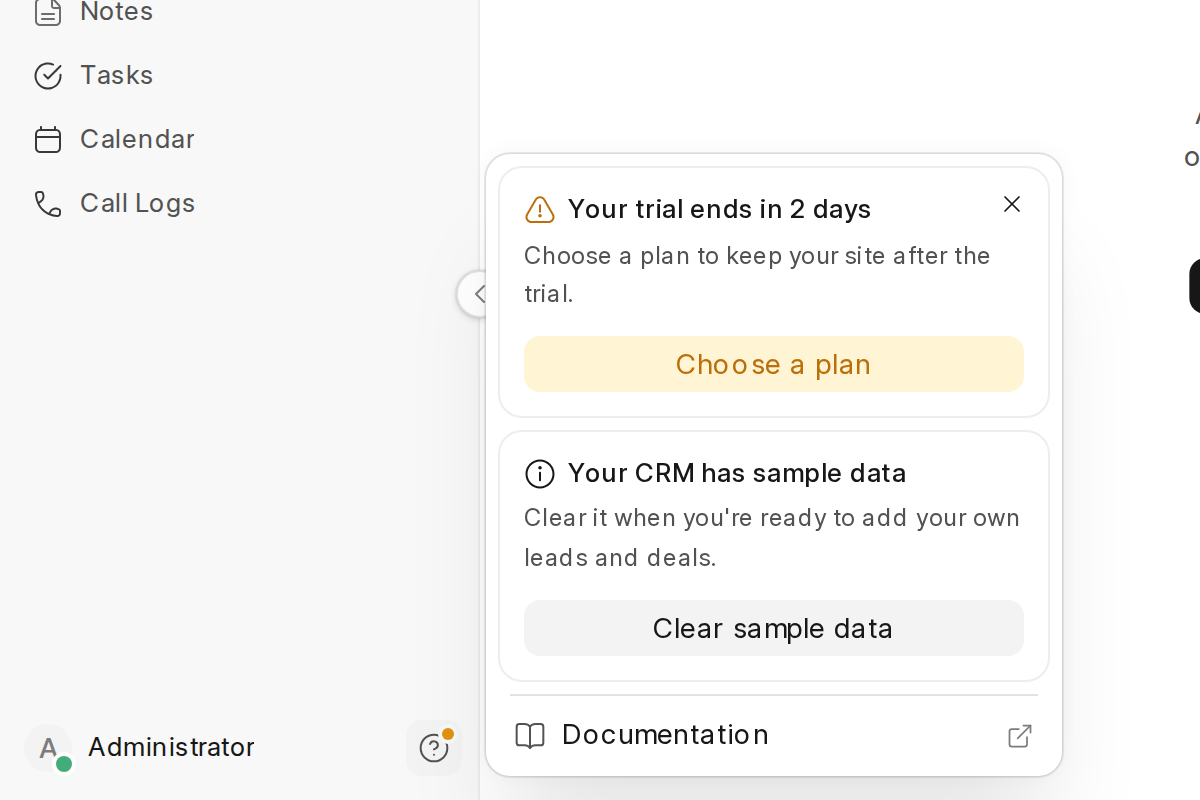 Notes
Tasks
Calendar
Call Logs
Your trial ends in 2 days
Choose a plan to keep your site after the
trial.
Choose a plan
Your CRM has sample data
Clear it when you're ready to add your own
leads and deals.
Clear sample data
Documentation
A
Administrator